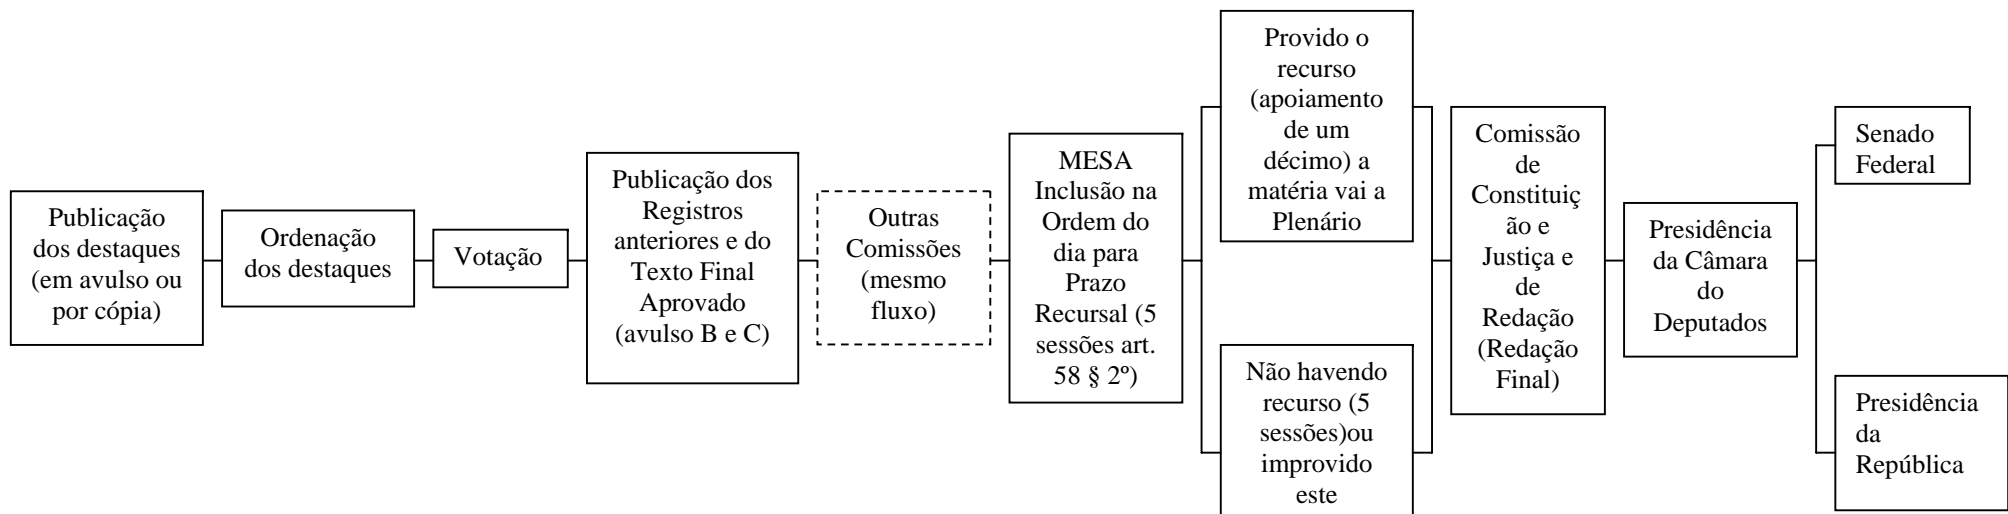 Publicação
dos destaques
(em avulso ou
por cópia)
Ordenação
dos destaques
Votação
Publicação dos
Registros
anteriores e do
Texto Final
Aprovado
(avulso B e C)
Outras
Comissões
(mesmo
fluxo)
MESA
Inclusão na
Ordem do
dia para
Prazo
Recursal (5
sessões art.
58 § 2º)
Provido o
recurso
(apoiamento
de um
décimo) a
matéria vai a
Plenário
Não havendo
recurso (5
sessões)ou
improvido
este
Comissão
de
Constituiç
ão e
Justiça e
de
Redação
(Redação
Final)
Presidência
da Câmara
do
Deputados
Senado
Federal
Presidência
da
República